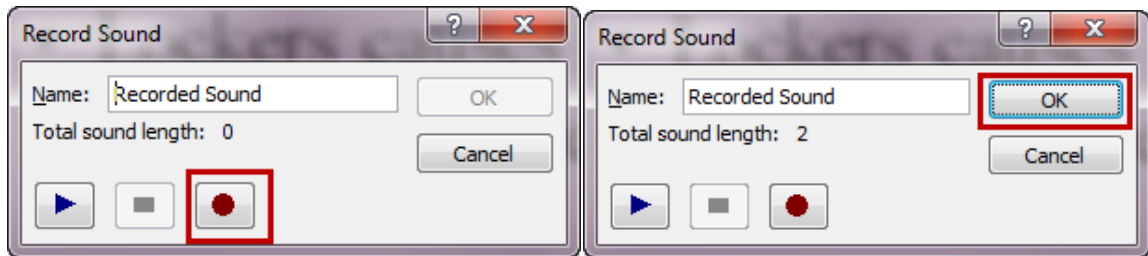 Record Sound
?
X
Name: Recorded Sound
OK
Total sound length: 0
Cancel
Record Sound
?
X
Name: Recorded Sound
OK
Total sound length: 2
Cancel